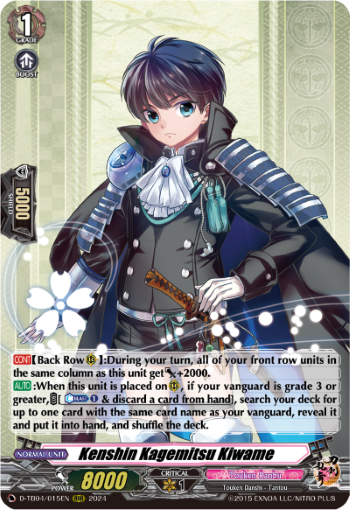 1
GRADE
BOOST
5000
SHIELD
CONT【Back Row R】:During your turn, all of your front row units in
the same column as this unit get +2000.
AUTO:When this unit is placed on R, if your vanguard is grade 3 or
greater, COST[BLAST 1 & discard a card from hand], search your deck for
up to one card with the same card name as your vanguard, reveal it
and put it into hand, and shuffle the deck.
NORMAL UNIT
Kenshin Kagemitsu Kiwame
POWER
8000
CRITICAL
1
Touken Ranbu
Touken Danshi - Tantou
D-TB04/015EN RRR 2024
©2015 EXNOA LLC/NITRO PLUS